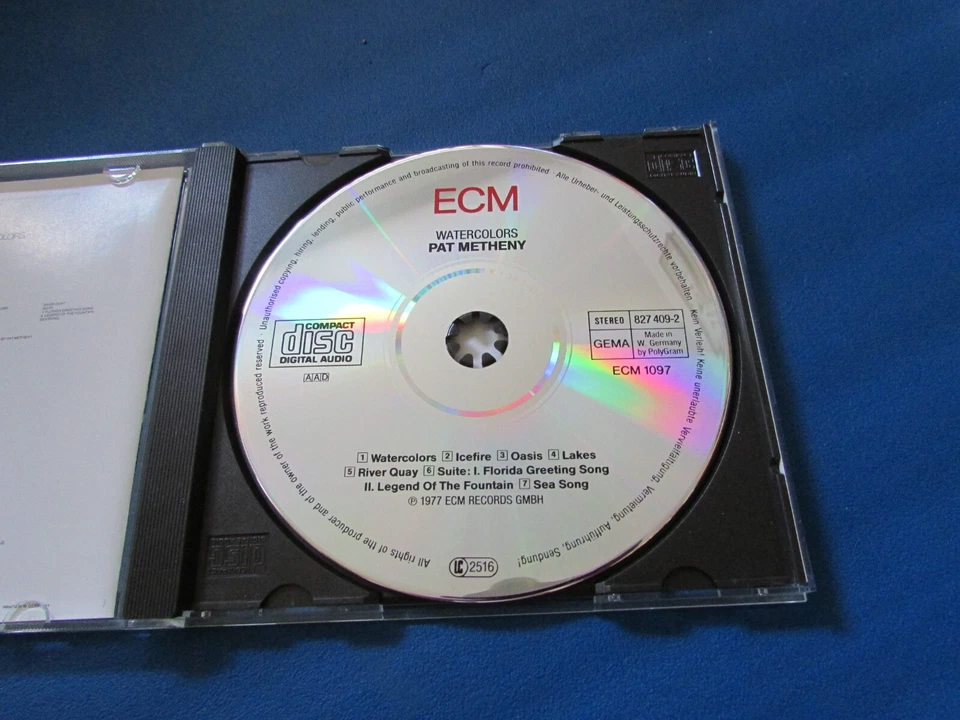 ECM
WATERCOLORS
PAT METHENY
COMPACT
disc
DIGITAL AUDIO
AAD
STEREO 827 409-2
GEMA Made in W. Germany by PolyGram
ECM 1097
1 Watercolors 2 Icefire 3 Oasis 4 Lakes
5 River Quay 6 Suite: I. Florida Greeting Song
II. Legend Of The Fountain 7 Sea Song
℗ 1977 ECM RECORDS GMBH
LC 2516
All rights of the producer and of the owner of the work reproduced reserved · Unauthorised copying, hiring, lending, public performance and broadcasting of this record prohibited · Alle Urheber- und Leistungsschutzrechte vorbehalten · Kein Verleih! Keine unerlaubte Vervielfältigung, Vermietung, Aufführung, Sendung!